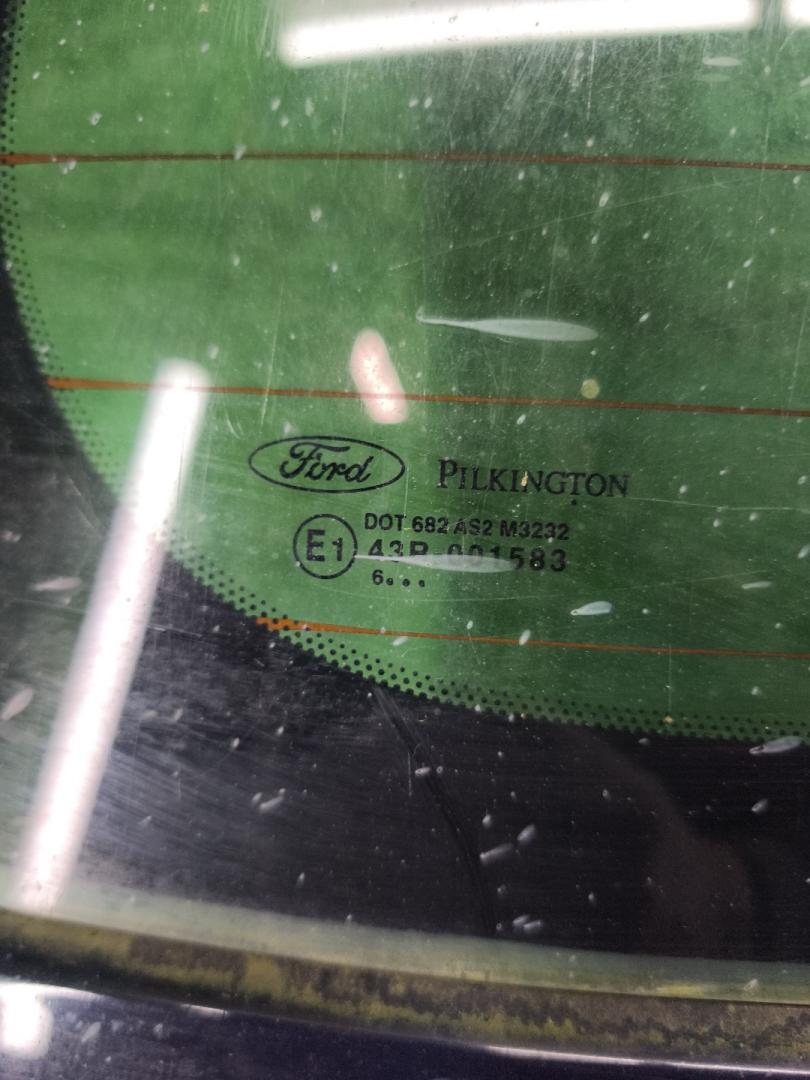 Ford PILKINGTON
DOT 682 AS2 M3232
E1 43R-001583
6...